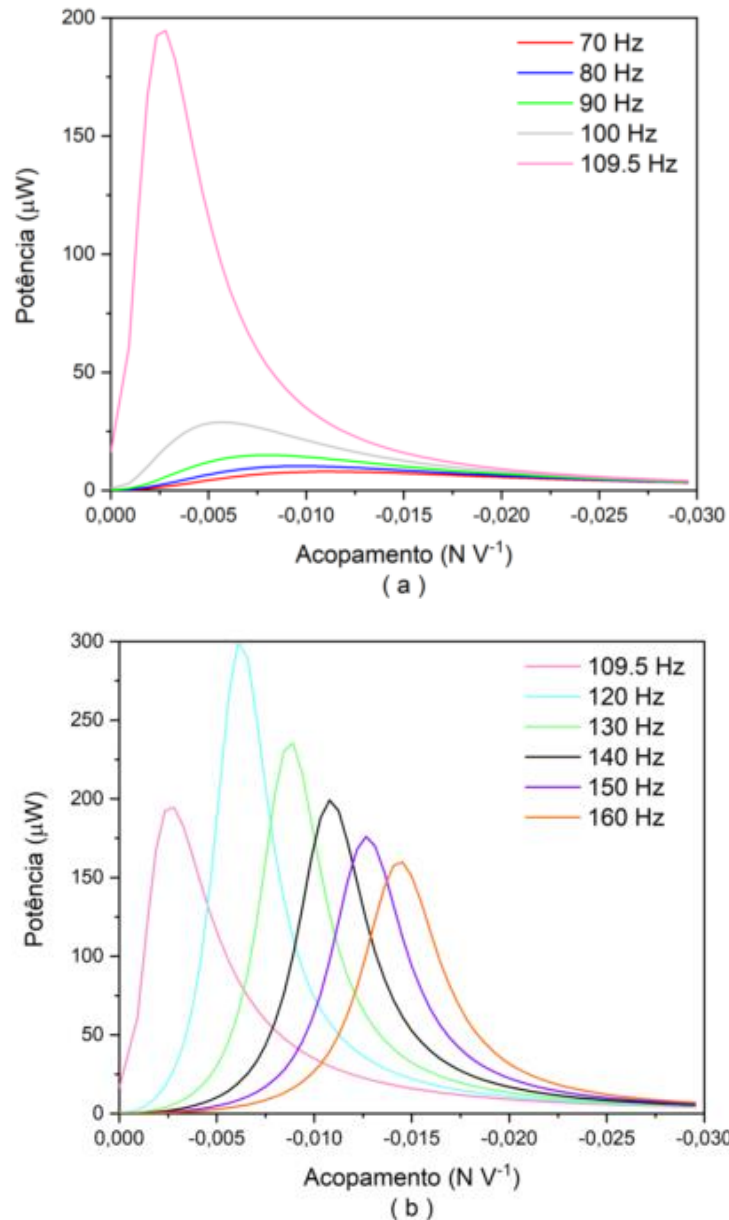 200
150
100
50
0
Potência (µW)
70 Hz
80 Hz
90 Hz
100 Hz
109.5 Hz
0,000 -0,005 -0,010 -0,015 -0,020 -0,025 -0,030
Acopamento (N V⁻¹)
( a )
300
250
200
150
100
50
0
Potência (µW)
109.5 Hz
120 Hz
130 Hz
140 Hz
150 Hz
160 Hz
0,000 -0,005 -0,010 -0,015 -0,020 -0,025 -0,030
Acopamento (N V⁻¹)
( b )